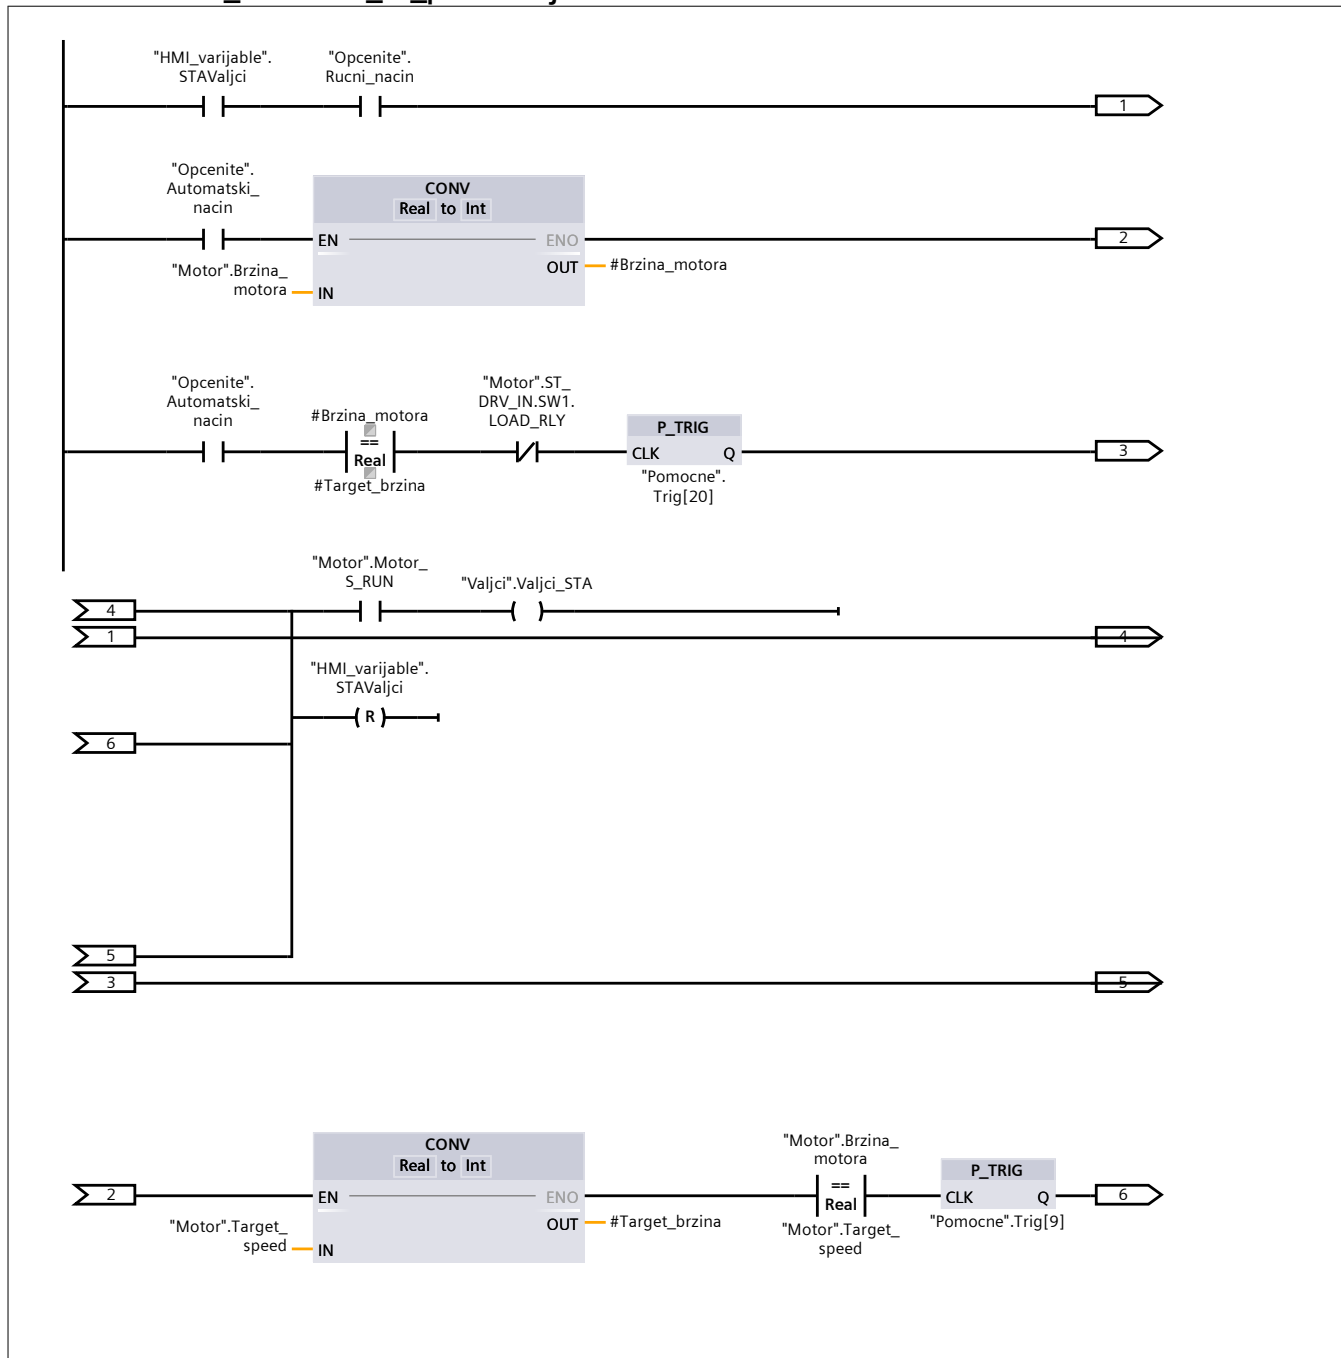 "HMI_varijable".
STAValjci
"Opcenite".
Rucni_nacin
1
"Opcenite".
Automatski_
nacin
CONV
Real to Int
EN
ENO
2
"Motor".Brzina_
motora
IN
OUT
#Brzina_motora
"Opcenite".
Automatski_
nacin
#Brzina_motora
==
Real
#Target_brzina
"Motor".ST_
DRV_IN.SW1.
LOAD_RLY
P_TRIG
CLK Q
"Pomocne".
Trig[20]
3
4
"Motor".Motor_
S_RUN
"Valjci".Valjci_STA
( )
1
4
"HMI_varijable".
STAValjci
( R )
6
5
3
5
2
CONV
Real to Int
EN
ENO
"Motor".Target_
speed
IN
OUT
#Target_brzina
"Motor".Brzina_
motora
==
Real
"Motor".Target_
speed
P_TRIG
CLK Q
"Pomocne".Trig[9]
6